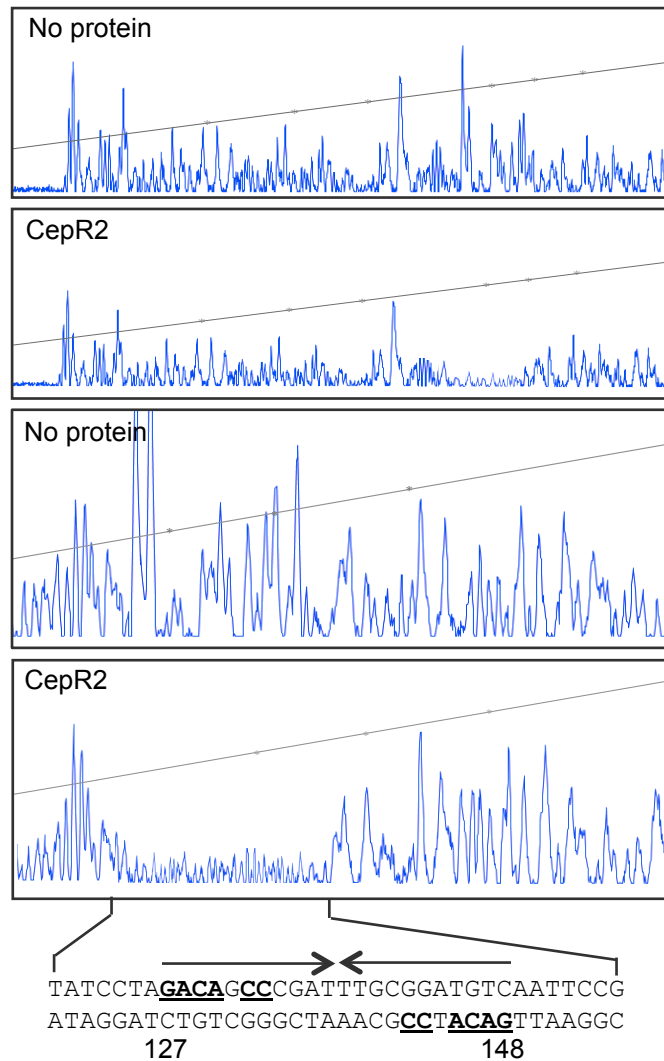 No protein
CepR2
No protein
CepR2
TATCCTAGACAGCCCGATTTGCGGATGTCAATTCCG
ATAGGATCTGTCGGGCTAAACGCCTACAGTTAAGGC
127 148